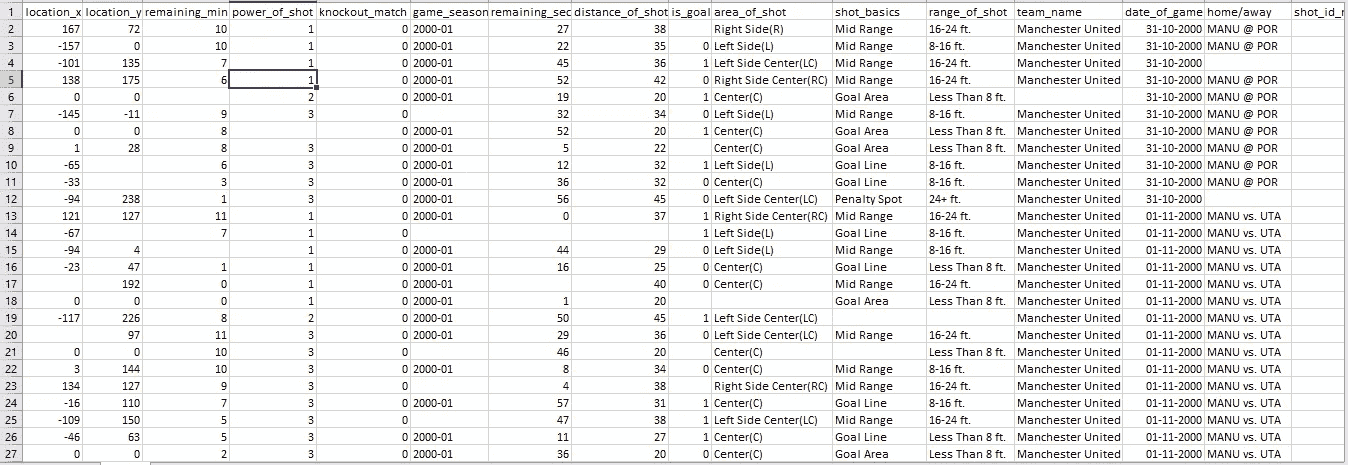 1 location_x location_y remaining_min power_of_shot knockout_match game_season remaining_sec distance_of_shot is_goal area_of_shot shot_basics range_of_shot team_name date_of_game home/away shot_id_
2 167 72 10 1 0 2000-01 27 38 Right Side(R) Mid Range 16-24 ft. Manchester United 31-10-2000 MANU @ POR
3 -157 0 10 1 0 2000-01 22 35 0 Left Side(L) Mid Range 8-16 ft. Manchester United 31-10-2000 MANU @ POR
4 -101 135 7 1 0 2000-01 45 36 1 Left Side Center(LC) Mid Range 16-24 ft. Manchester United 31-10-2000
5 138 175 6 1 0 2000-01 52 42 0 Right Side Center(RC) Mid Range 16-24 ft. Manchester United 31-10-2000 MANU @ POR
6 0 0 2 0 2000-01 19 20 1 Center(C) Goal Area Less Than 8 ft. 31-10-2000 MANU @ POR
7 -145 -11 9 3 0 32 34 0 Left Side(L) Mid Range 8-16 ft. Manchester United 31-10-2000 MANU @ POR
8 0 0 8 0 2000-01 52 20 1 Center(C) Goal Area Less Than 8 ft. Manchester United 31-10-2000 MANU @ POR
9 1 28 8 3 0 2000-01 5 22 Center(C) Goal Area Less Than 8 ft. Manchester United 31-10-2000 MANU @ POR
10 -65 6 3 0 2000-01 12 32 1 Left Side(L) Goal Line 8-16 ft. Manchester United 31-10-2000 MANU @ POR
11 -33 3 3 0 2000-01 36 32 0 Center(C) Goal Line 8-16 ft. Manchester United 31-10-2000 MANU @ POR
12 -94 238 1 3 0 2000-01 56 45 0 Left Side Center(LC) Penalty Spot 24+ ft. Manchester United 31-10-2000
13 121 127 11 1 0 2000-01 0 37 1 Right Side Center(RC) Mid Range 16-24 ft. Manchester United 01-11-2000 MANU vs. UTA
14 -67 7 1 0 1 Left Side(L) Goal Line 8-16 ft. Manchester United 01-11-2000 MANU vs. UTA
15 -94 4 1 0 2000-01 44 29 0 Left Side(L) Mid Range 8-16 ft. Manchester United 01-11-2000 MANU vs. UTA
16 -23 47 1 1 0 2000-01 16 25 0 Center(C) Goal Line Less Than 8 ft. Manchester United 01-11-2000 MANU vs. UTA
17 192 0 1 0 2000-01 40 0 Center(C) Mid Range 16-24 ft. Manchester United 01-11-2000 MANU vs. UTA
18 0 0 0 1 0 2000-01 1 20 Goal Area Less Than 8 ft. Manchester United 01-11-2000 MANU vs. UTA
19 -117 226 8 2 0 2000-01 50 45 1 Left Side Center(LC) Manchester United 01-11-2000 MANU vs. UTA
20 97 11 3 0 2000-01 29 36 0 Left Side Center(LC) Mid Range 16-24 ft. Manchester United 01-11-2000 MANU vs. UTA
21 0 0 10 3 0 46 20 Center(C) Less Than 8 ft. Manchester United 01-11-2000 MANU vs. UTA
22 3 144 10 3 0 2000-01 8 34 0 Center(C) Mid Range 8-16 ft. Manchester United 01-11-2000 MANU vs. UTA
23 134 127 9 3 0 4 38 Right Side Center(RC) Mid Range 16-24 ft. Manchester United 01-11-2000 MANU vs. UTA
24 -16 110 7 3 0 2000-01 57 31 1 Center(C) Goal Line 8-16 ft. Manchester United 01-11-2000 MANU vs. UTA
25 -109 150 5 3 0 47 38 1 Left Side Center(LC) Mid Range 16-24 ft. Manchester United 01-11-2000 MANU vs. UTA
26 -46 63 5 3 0 2000-01 11 27 1 Center(C) Goal Line Less Than 8 ft. Manchester United 01-11-2000 MANU vs. UTA
27 0 0 2 3 0 2000-01 36 20 0 Center(C) Goal Area Less Than 8 ft. Manchester United 01-11-2000 MANU vs. UTA